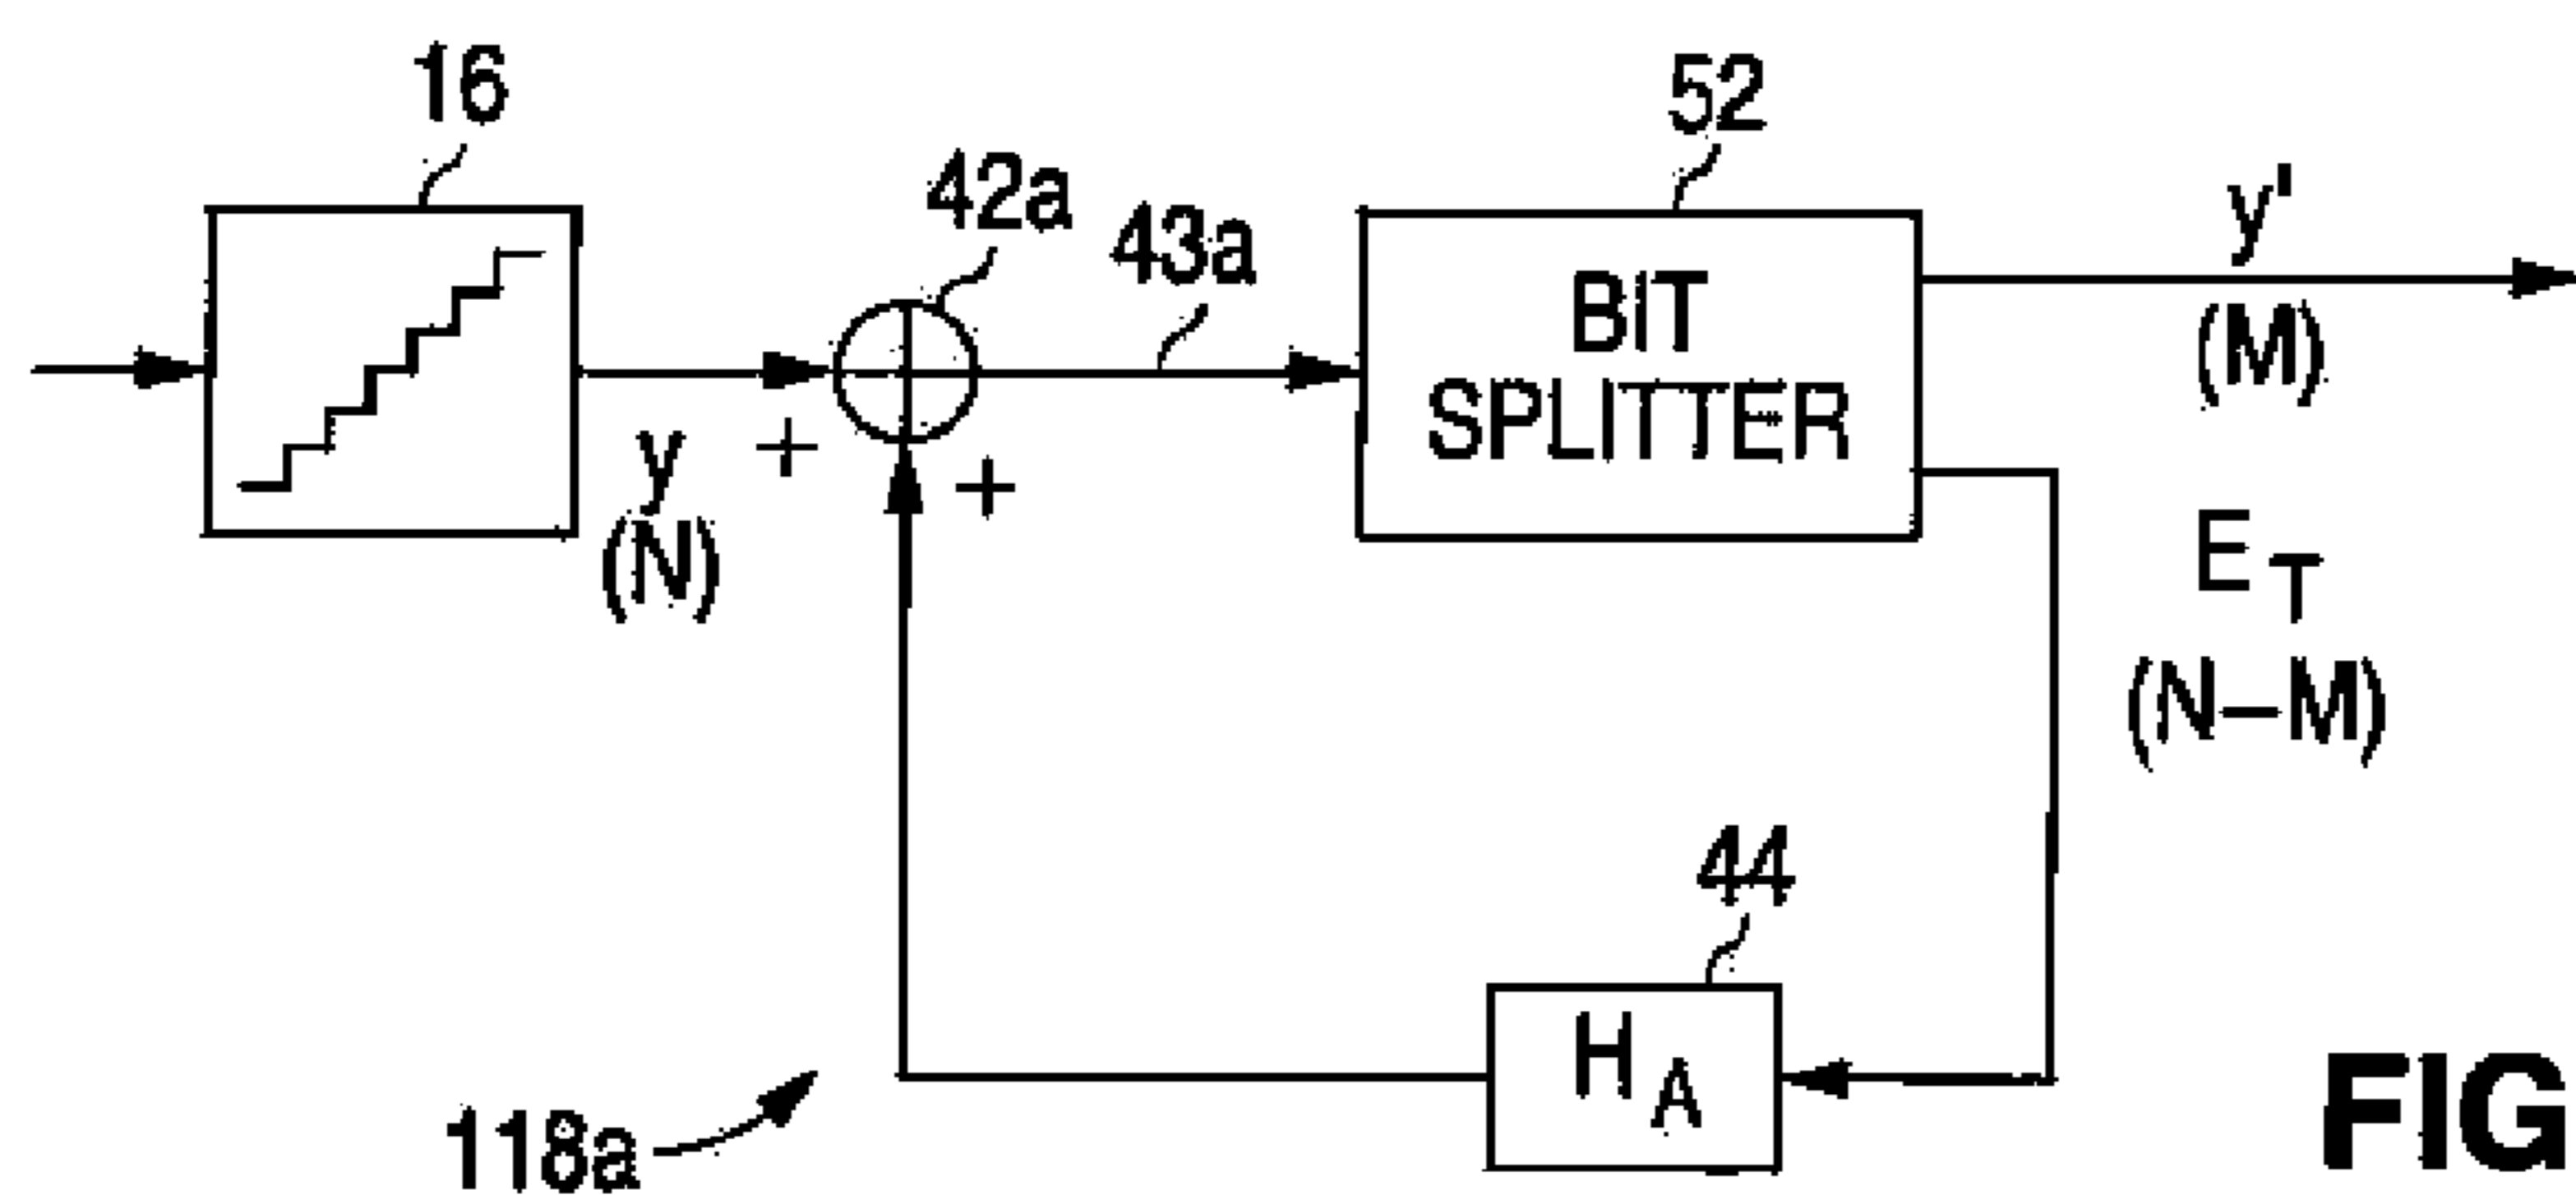 16
52
42a
43a
y'
(M)
BIT
SPLITTER
+
+
y
(N)
E T
(N–M)
44
H A
118a
FIG